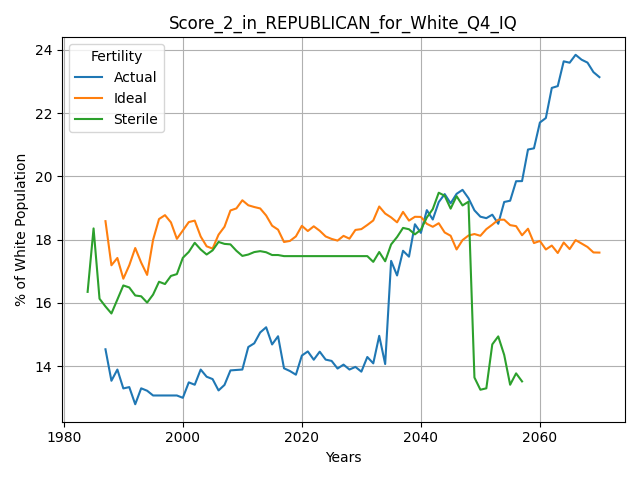 Score_2_in_REPUBLICAN_for_White_Q4_IQ
Fertility
Actual
Ideal
Sterile
% of White Population
24
22
20
18
16
14
1980
2000
2020
2040
2060
Years